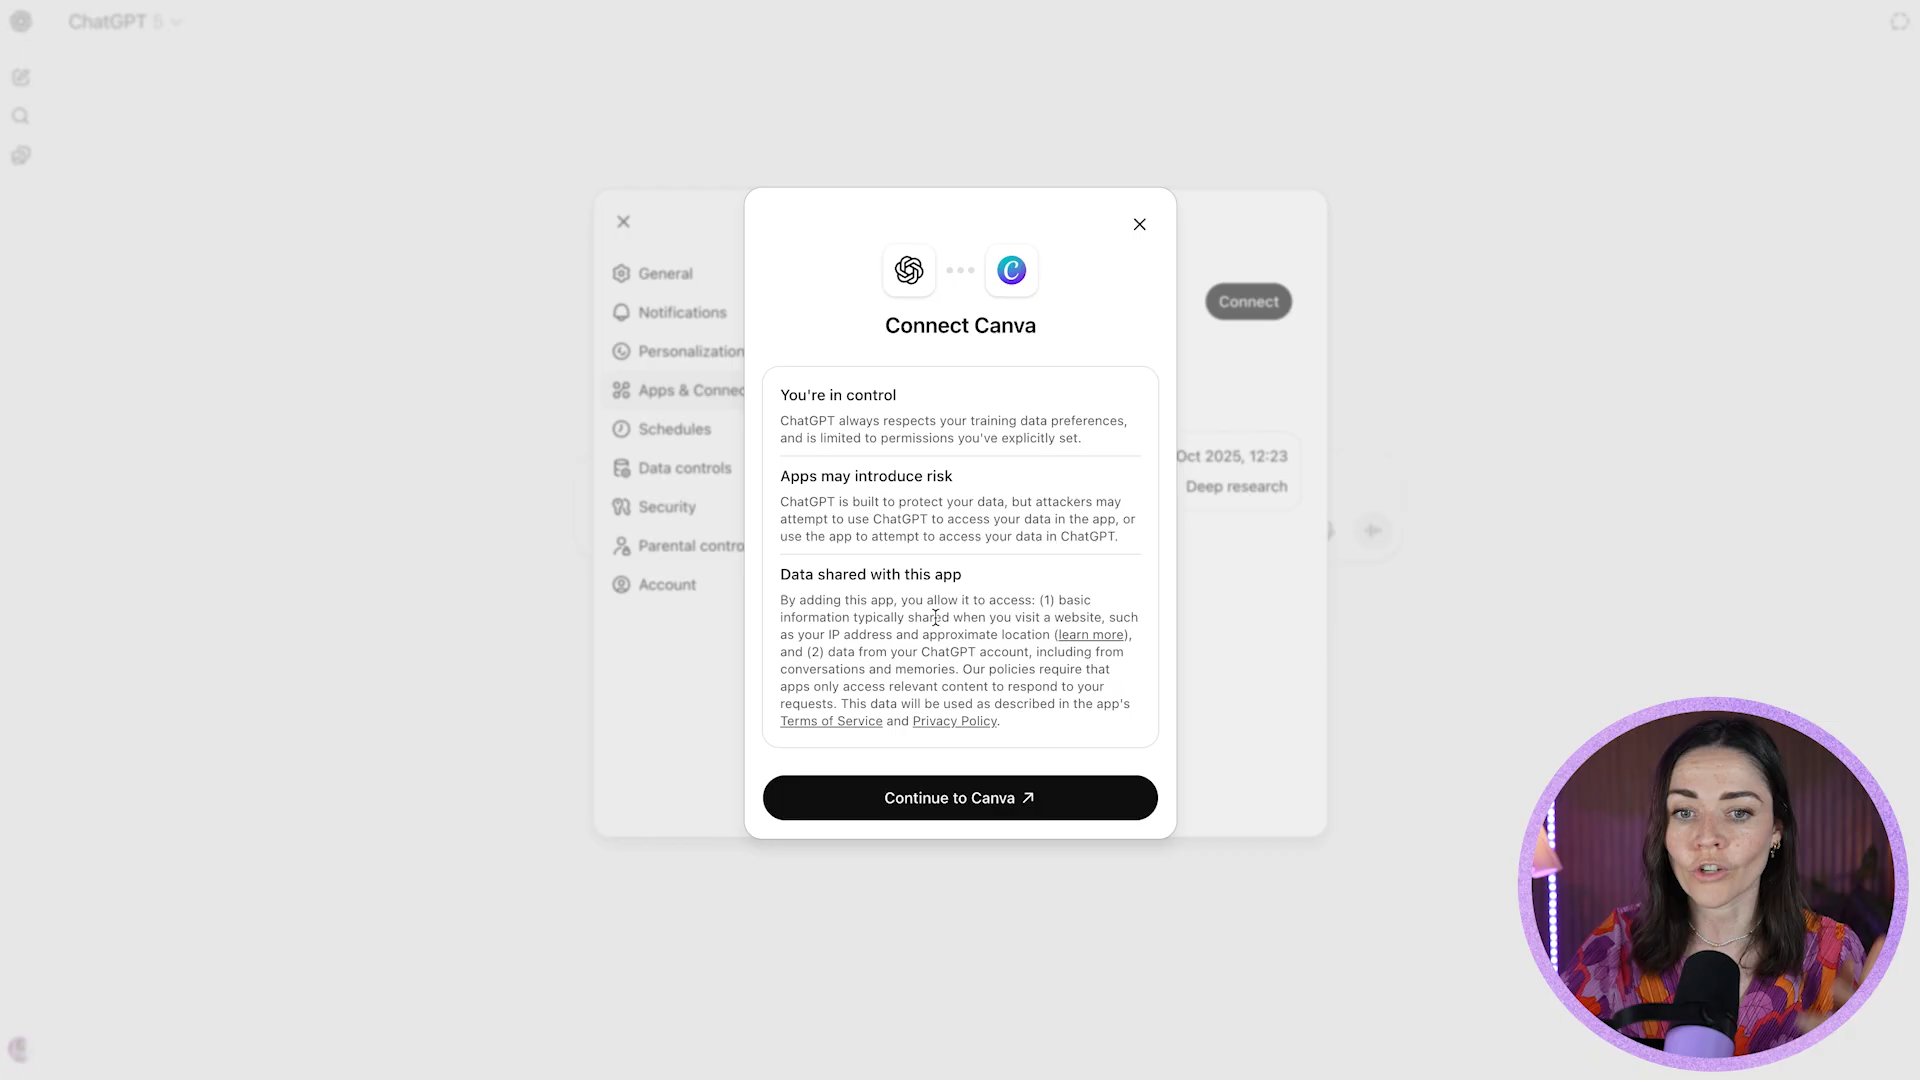 ChatGPT 5
General
Notifications
Personalization
Apps & Connec
Schedules
Data controls
Security
Parental contro
Account
Connect Canva
You're in control
ChatGPT always respects your training data preferences,
and is limited to permissions you've explicitly set.
Apps may introduce risk
ChatGPT is built to protect your data, but attackers may
attempt to use ChatGPT to access your data in the app, or
use the app to attempt to access your data in ChatGPT.
Data shared with this app
By adding this app, you allow it to access: (1) basic
information typically shared when you visit a website, such
as your IP address and approximate location (learn more),
and (2) data from your ChatGPT account, including from
conversations and memories. Our policies require that
apps only access relevant content to respond to your
requests. This data will be used as described in the app's
Terms of Service and Privacy Policy.
Continue to Canva
Connect
Oct 2025, 12:23
Deep research